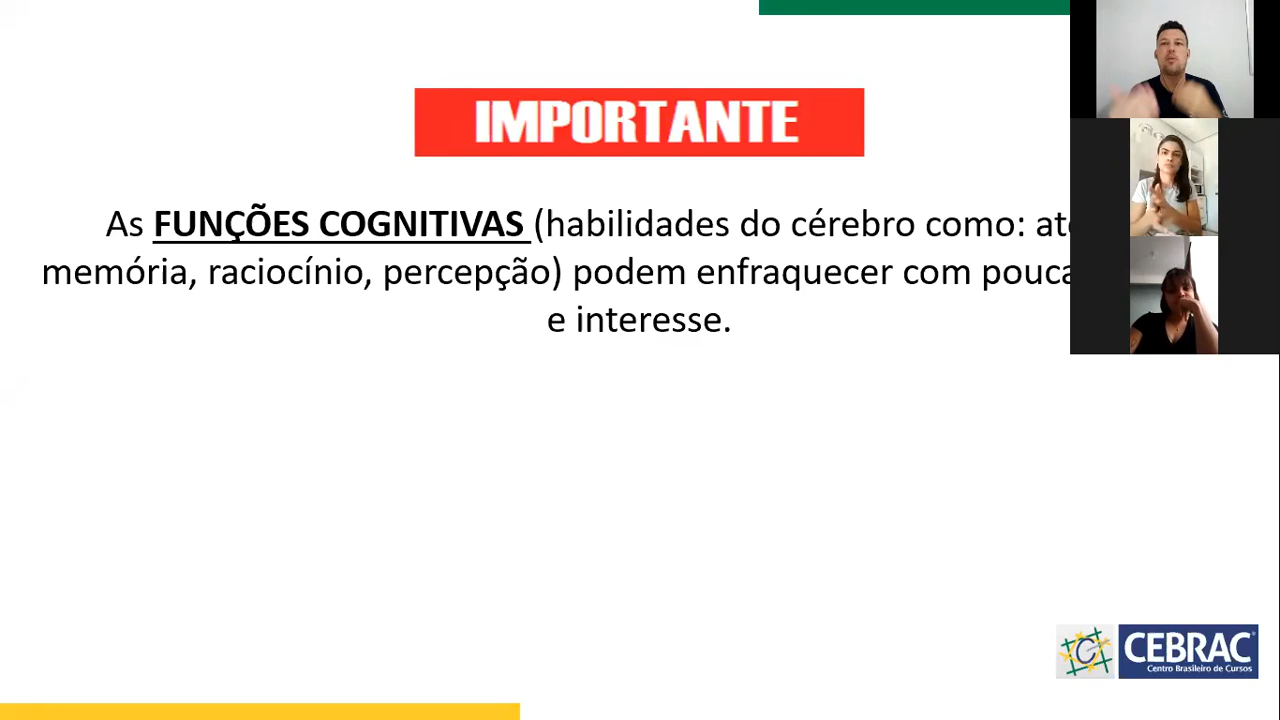 IMPORTANTE
As FUNÇÕES COGNITIVAS (habilidades do cérebro como:
memória, raciocínio, percepção) podem enfraquecer com
e interesse.
CEBRAC
Centro Brasileiro de Cursos